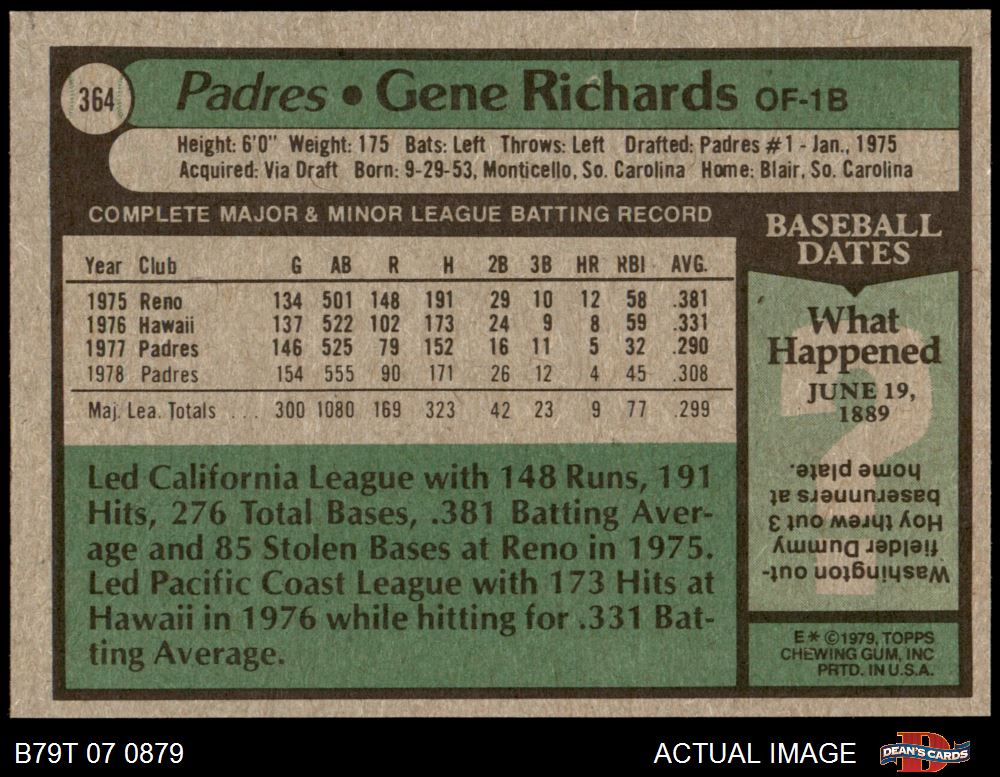 364
Padres • Gene Richards OF-1B
Height: 6'0" Weight: 175 Bats: Left Throws: Left Drafted: Padres #1 - Jan., 1975
Acquired: Via Draft Born: 9-29-53, Monticello, So. Carolina Home: Blair, So. Carolina
COMPLETE MAJOR & MINOR LEAGUE BATTING RECORD
Year Club G AB R H 2B 3B HR RBI AVG.
1975 Reno 134 501 148 191 29 10 12 58 .381
1976 Hawaii 137 522 102 173 24 9 8 59 .331
1977 Padres 146 525 79 152 16 11 5 32 .290
1978 Padres 154 555 90 171 26 12 4 45 .308
Maj. Lea. Totals . . . 300 1080 169 323 42 23 9 77 .299
Led California League with 148 Runs, 191
Hits, 276 Total Bases, .381 Batting Aver-
age and 85 Stolen Bases at Reno in 1975.
Led Pacific Coast League with 173 Hits at
Hawaii in 1976 while hitting for .331 Bat-
ting Average.
BASEBALL
DATES
What
Happened
JUNE 19,
1889
Washington out-
fielder Dummy
Hoy threw out 3
baserunners at
home plate.
E* ©1979, TOPPS
CHEWING GUM, INC
PRTD. IN U.S.A.
B79T 07 0879
ACTUAL IMAGE
D
DEAN'S CARDS